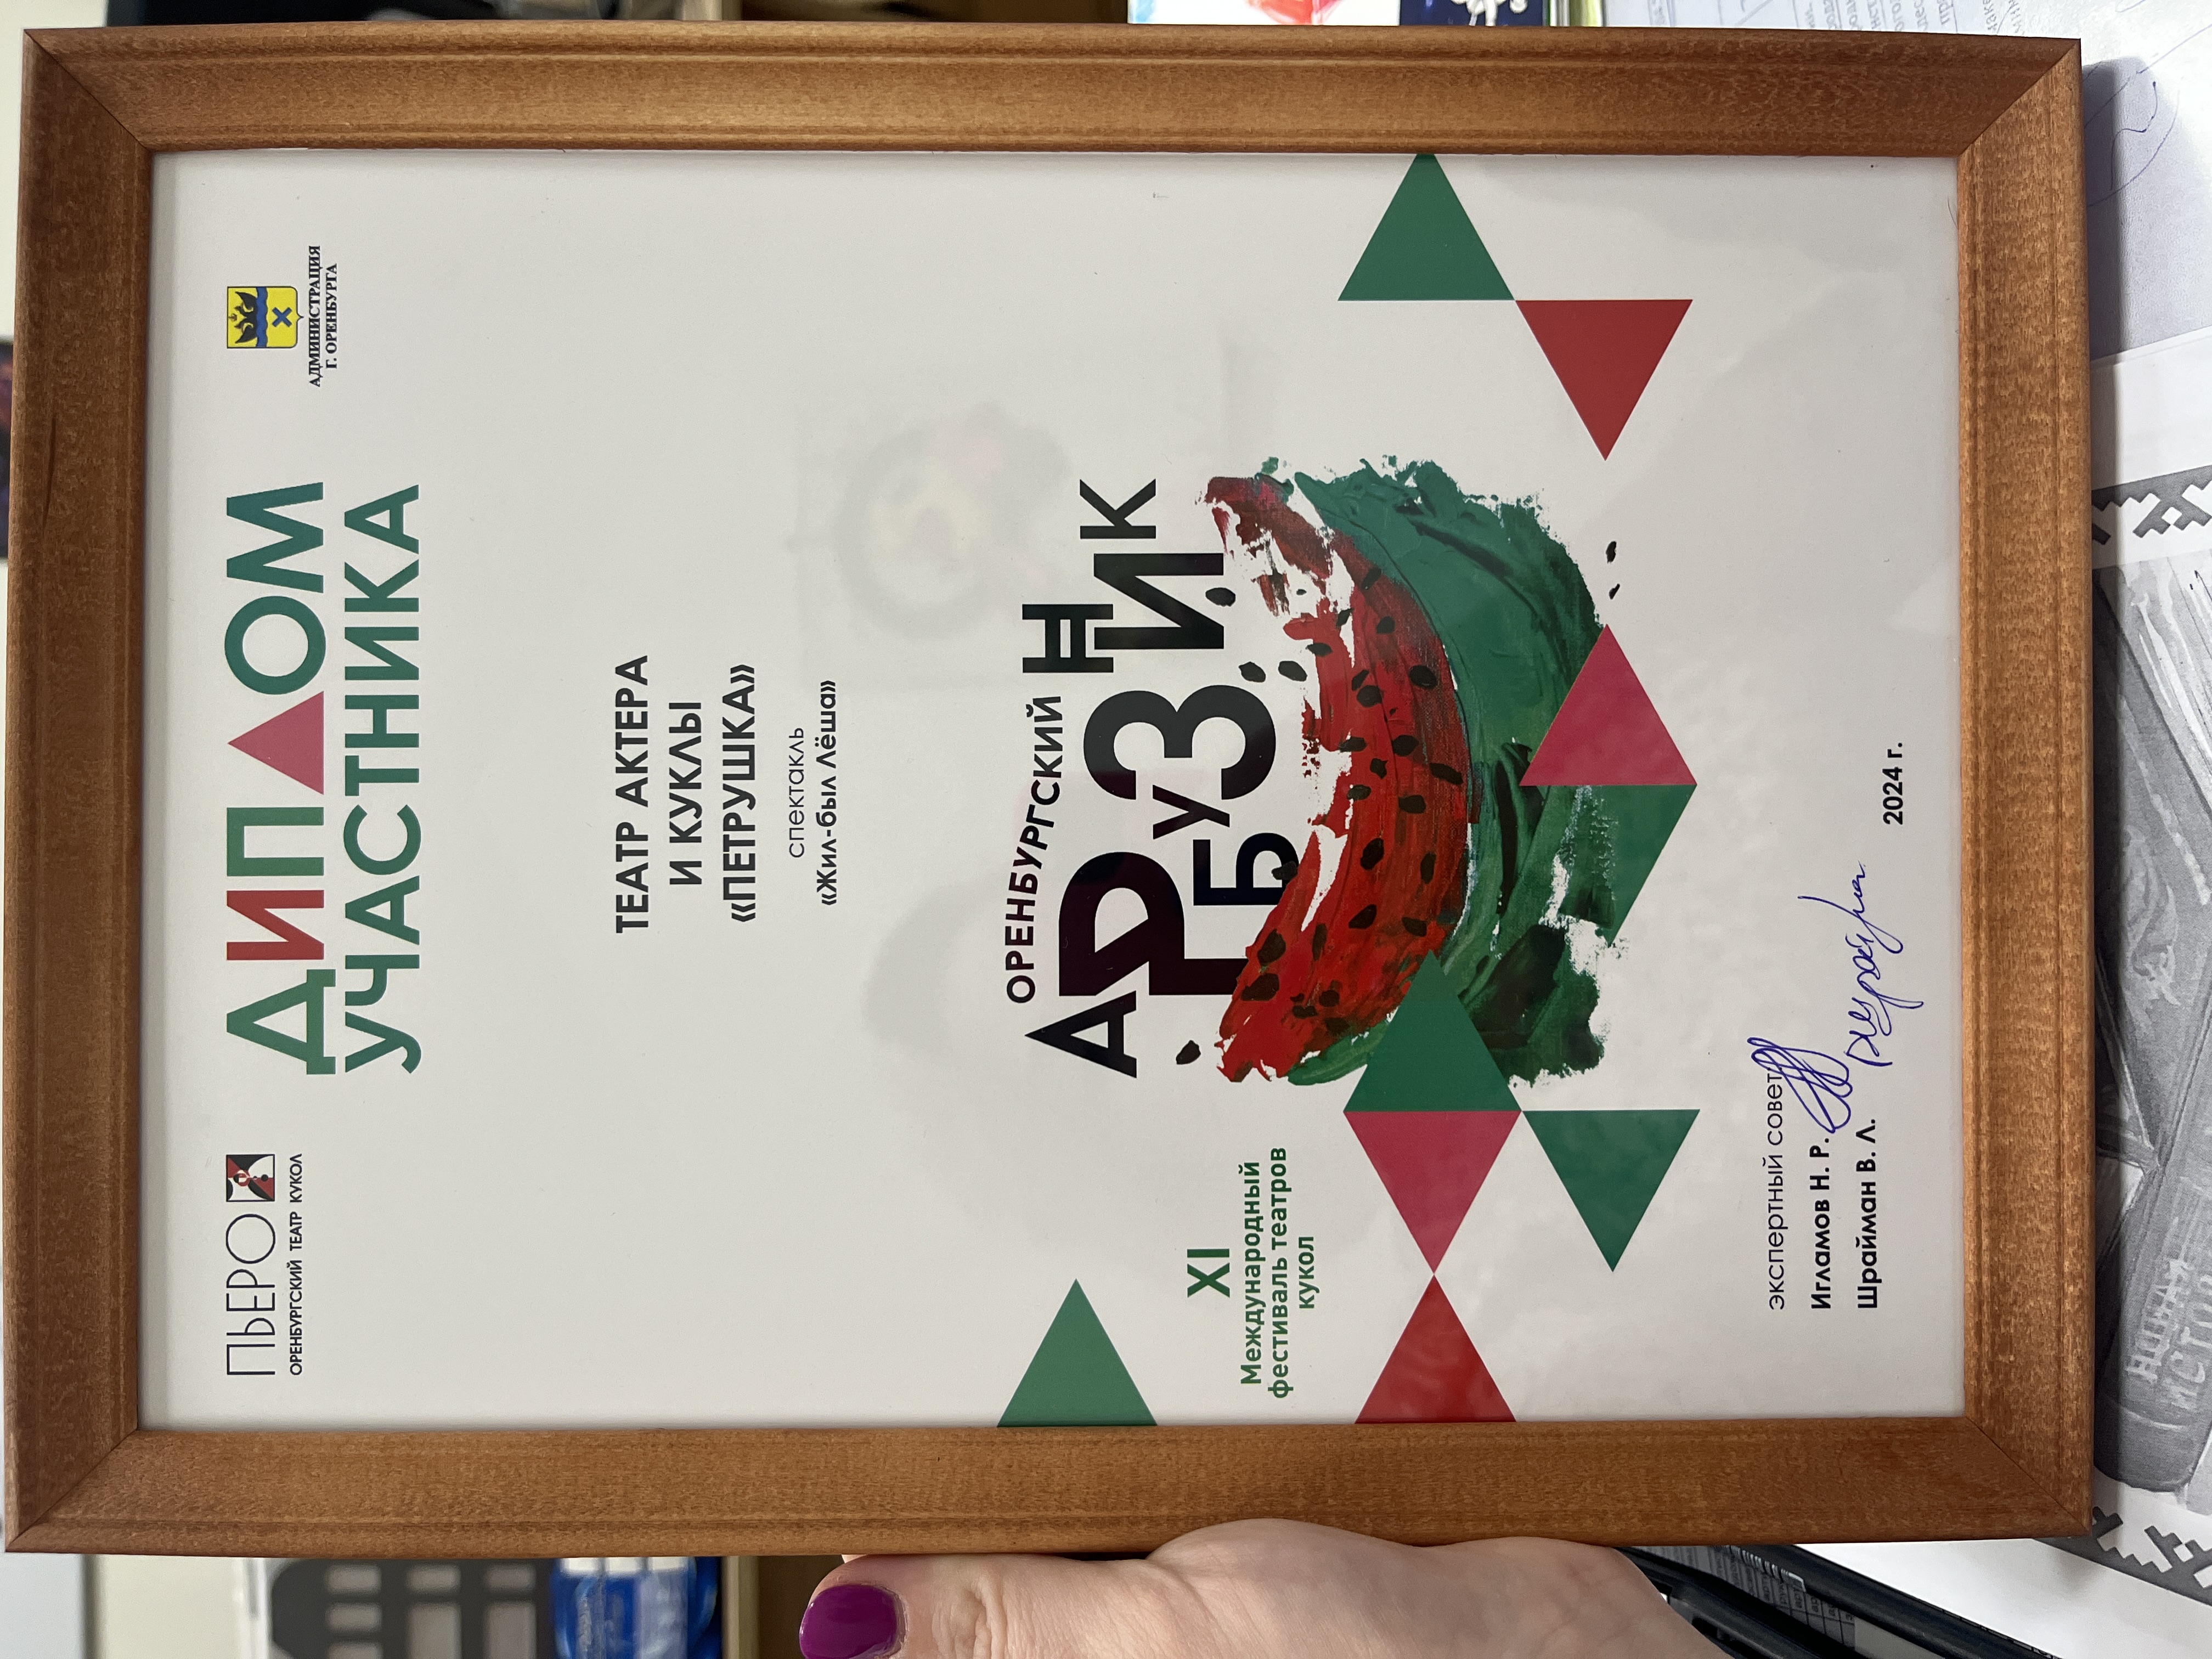 ПЬЕРО
ОРЕНБУРГСКИЙ ТЕАТР КУКОЛ
АДМИНИСТРАЦИЯ
Г. ОРЕНБУРГА
ДИПЛОМ
УЧАСТНИКА
ТЕАТР АКТЕРА
И КУКЛЫ
«ПЕТРУШКА»
спектакль
«Жил-был Лёша»
ОРЕНБУРГСКИЙ
АРБУЗНИК
XI
Международный
фестиваль театров
кукол
экспертный совет
Игламов Н. Р.
Шрайман В. Л.
2024 г.